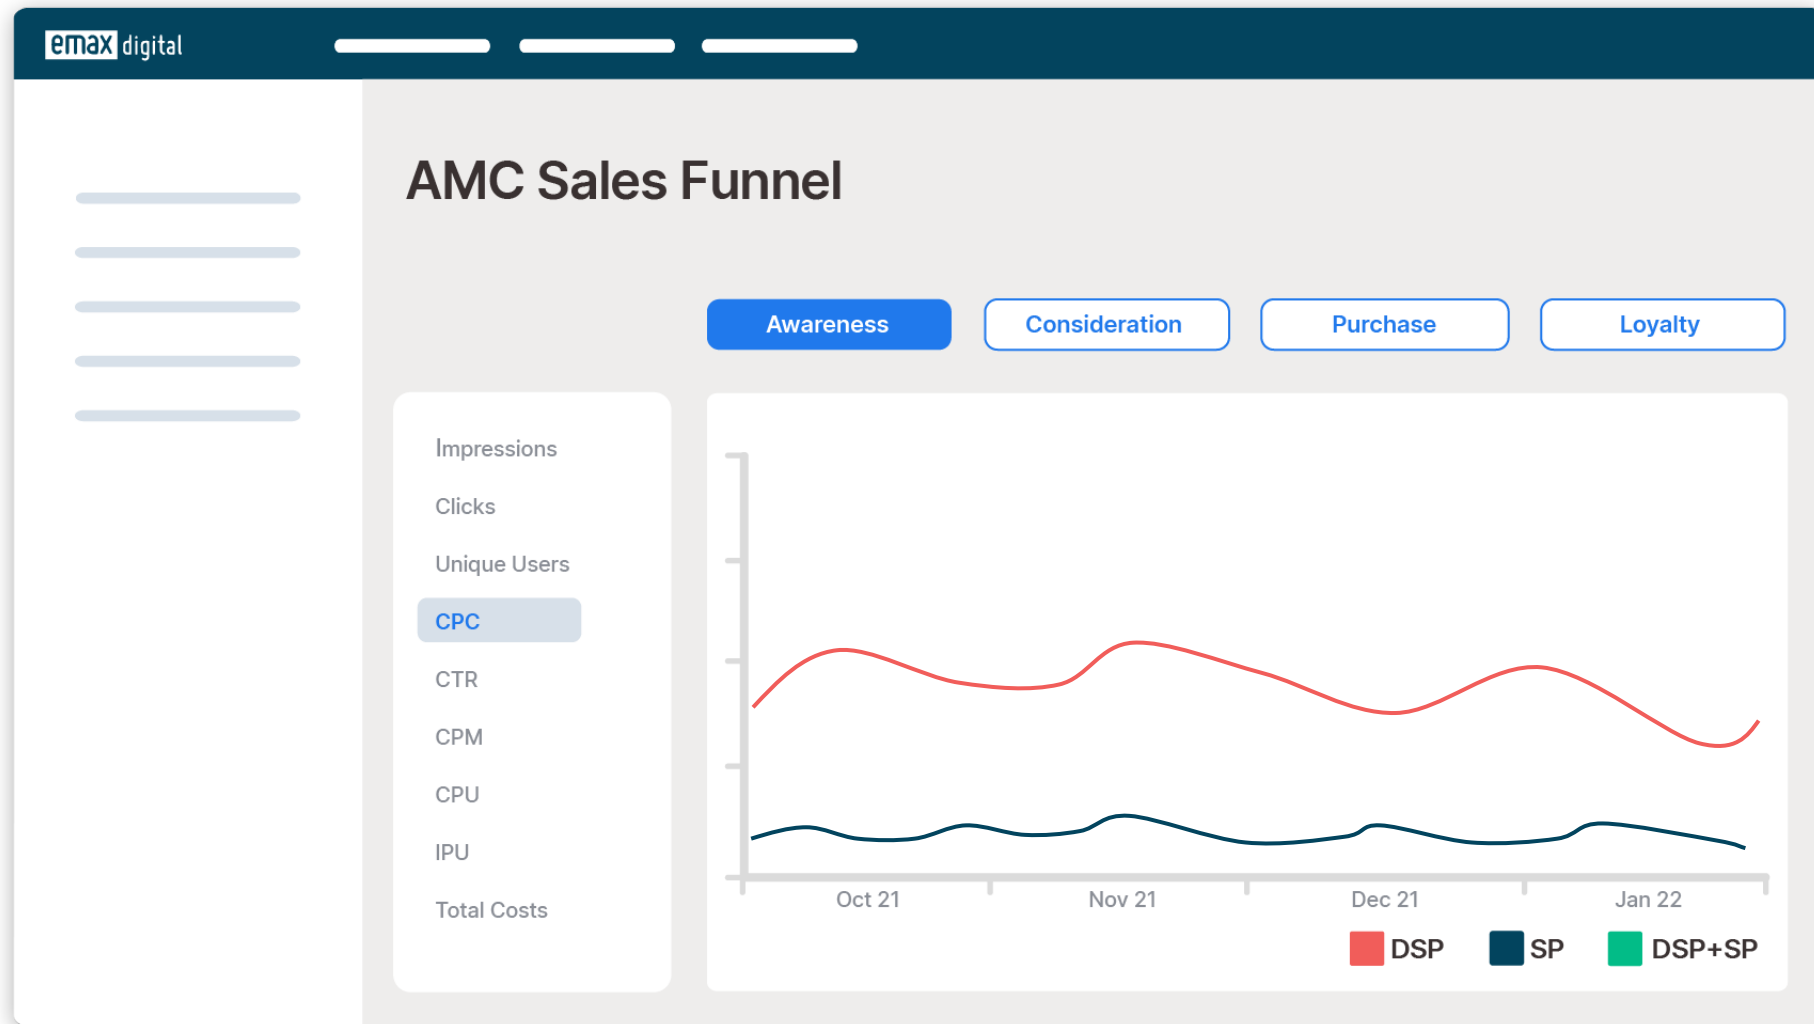 emax digital
AMC Sales Funnel
Awareness
Consideration
Purchase
Loyalty
Impressions
Clicks
Unique Users
CPC
CTR
CPM
CPU
IPU
Total Costs
Oct 21
Nov 21
Dec 21
Jan 22
DSP
SP
DSP+SP